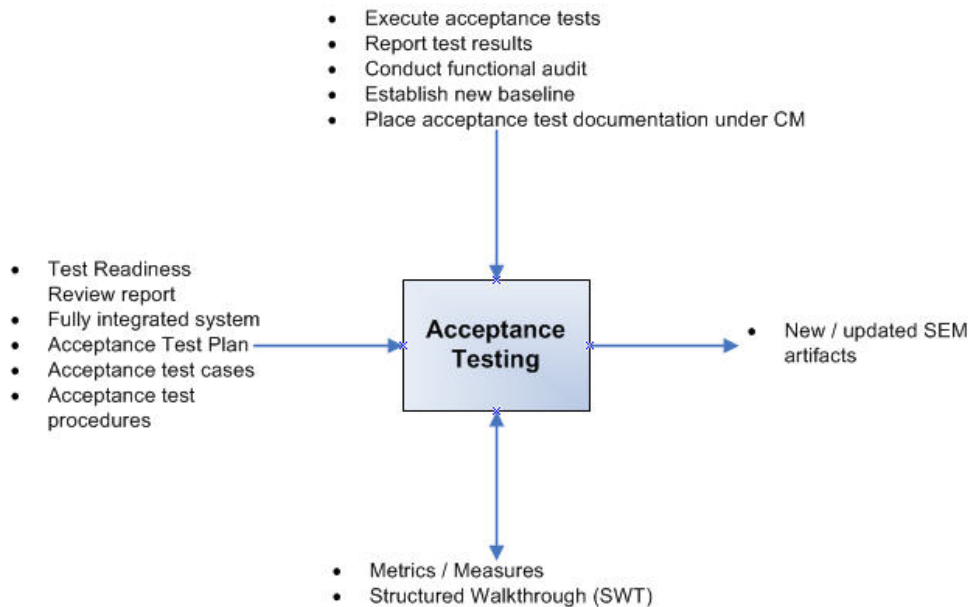 • Execute acceptance tests
• Report test results
• Conduct functional audit
• Establish new baseline
• Place acceptance test documentation under CM
• Test Readiness
Review report
• Fully integrated system
• Acceptance Test Plan
• Acceptance test cases
• Acceptance test
procedures
Acceptance
Testing
• New / updated SEM
artifacts
• Metrics / Measures
• Structured Walkthrough (SWT)